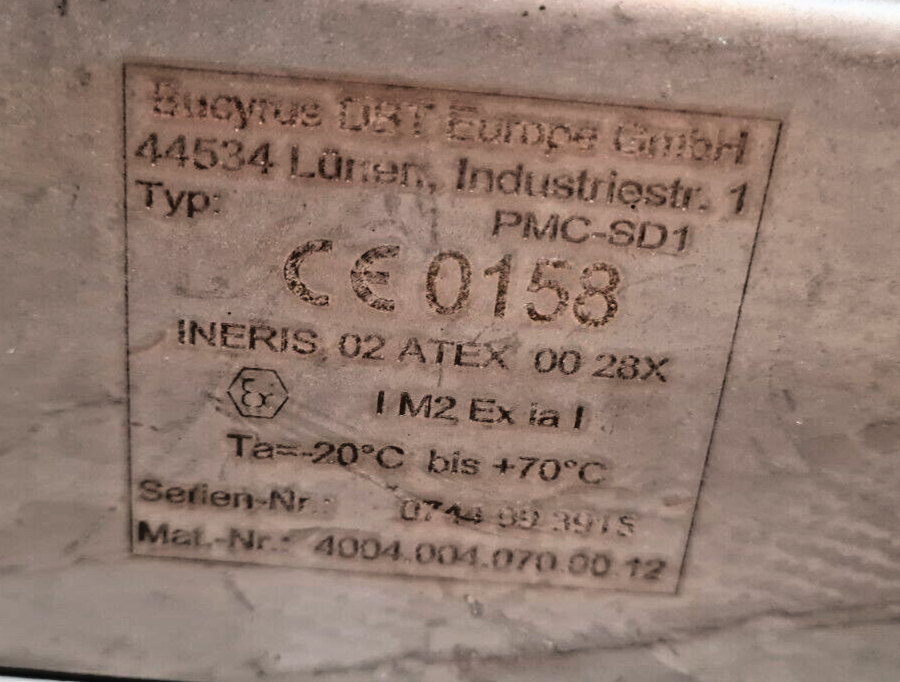 Bucyrus DBT Europe GmbH
44534 Lünen, Industriestr. 1
Typ: PMC-SD1
CE 0158
INERIS 02 ATEX 00 28X
Ex I M2 Ex ia I
Ta=-20°C bis +70°C
Serien-Nr.:
Mat.-Nr.: 4004.004.070.00.12